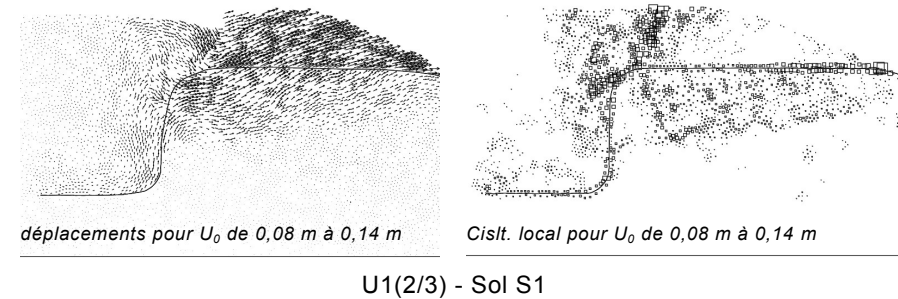 déplacements pour U₀ de 0,08 m à 0,14 m
Cislt. local pour U₀ de 0,08 m à 0,14 m
U1(2/3) - Sol S1